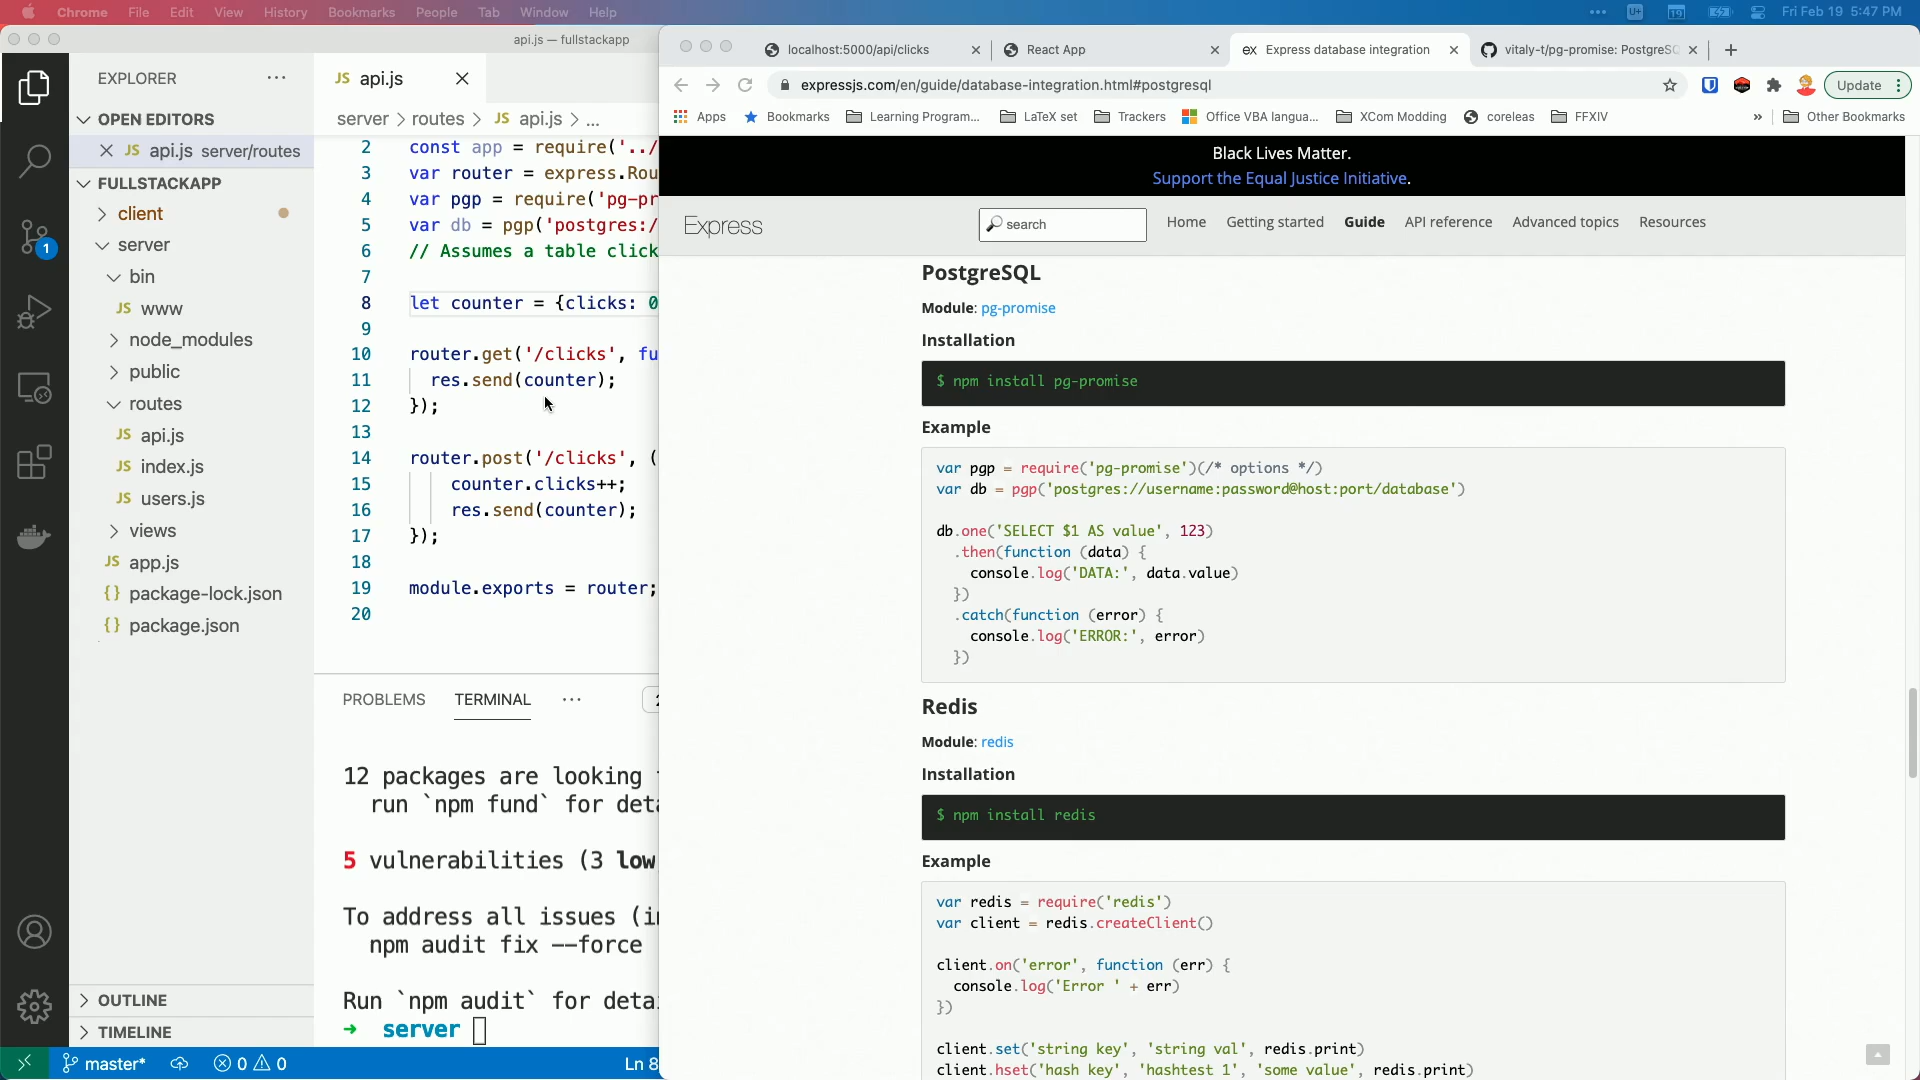 Chrome File Edit View History Bookmarks People Tab Window Help
19 Fri Feb 19 5:47 PM
api.js — fullstackapp
EXPLORER
OPEN EDITORS
JS api.js server/routes
FULLSTACKAPP
client
server
bin
JS www
node_modules
public
routes
JS api.js
JS index.js
JS users.js
views
JS app.js
{} package-lock.json
{} package.json
OUTLINE
TIMELINE
1
JS api.js
server > routes > JS api.js > ...
2 const app = require('../
3 var router = express.Rou
4 var pgp = require('pg-pr
5 var db = pgp('postgres:/
6 // Assumes a table click
7
8 let counter = {clicks: 0
9
10 router.get('/clicks', fu
11 res.send(counter);
12 });
13
14 router.post('/clicks', (
15 counter.clicks++;
16 res.send(counter);
17 });
18
19 module.exports = router;
20
PROBLEMS TERMINAL ···
12 packages are looking
run `npm fund` for deta
5 vulnerabilities (3 low
To address all issues (i
npm audit fix --force
Run `npm audit` for detai
→ server
master* 0 0 Ln 8
localhost:5000/api/clicks
React App
ex Express database integration
vitaly-t/pg-promise: PostgreSQ
expressjs.com/en/guide/database-integration.html#postgresql
Update
Apps Bookmarks Learning Program... LaTeX set Trackers Office VBA langua... XCom Modding coreleas FFXIV » Other Bookmarks
Black Lives Matter.
Support the Equal Justice Initiative.
Express
search
Home Getting started Guide API reference Advanced topics Resources
PostgreSQL
Module: pg-promise
Installation
$ npm install pg-promise
Example
var pgp = require('pg-promise')(/* options */)
var db = pgp('postgres://username:password@host:port/database')
db.one('SELECT $1 AS value', 123)
.then(function (data) {
console.log('DATA:', data.value)
})
.catch(function (error) {
console.log('ERROR:', error)
})
Redis
Module: redis
Installation
$ npm install redis
Example
var redis = require('redis')
var client = redis.createClient()
client.on('error', function (err) {
console.log('Error ' + err)
})
client.set('string key', 'string val', redis.print)
client.hset('hash key', 'hashtest 1', 'some value', redis.print)